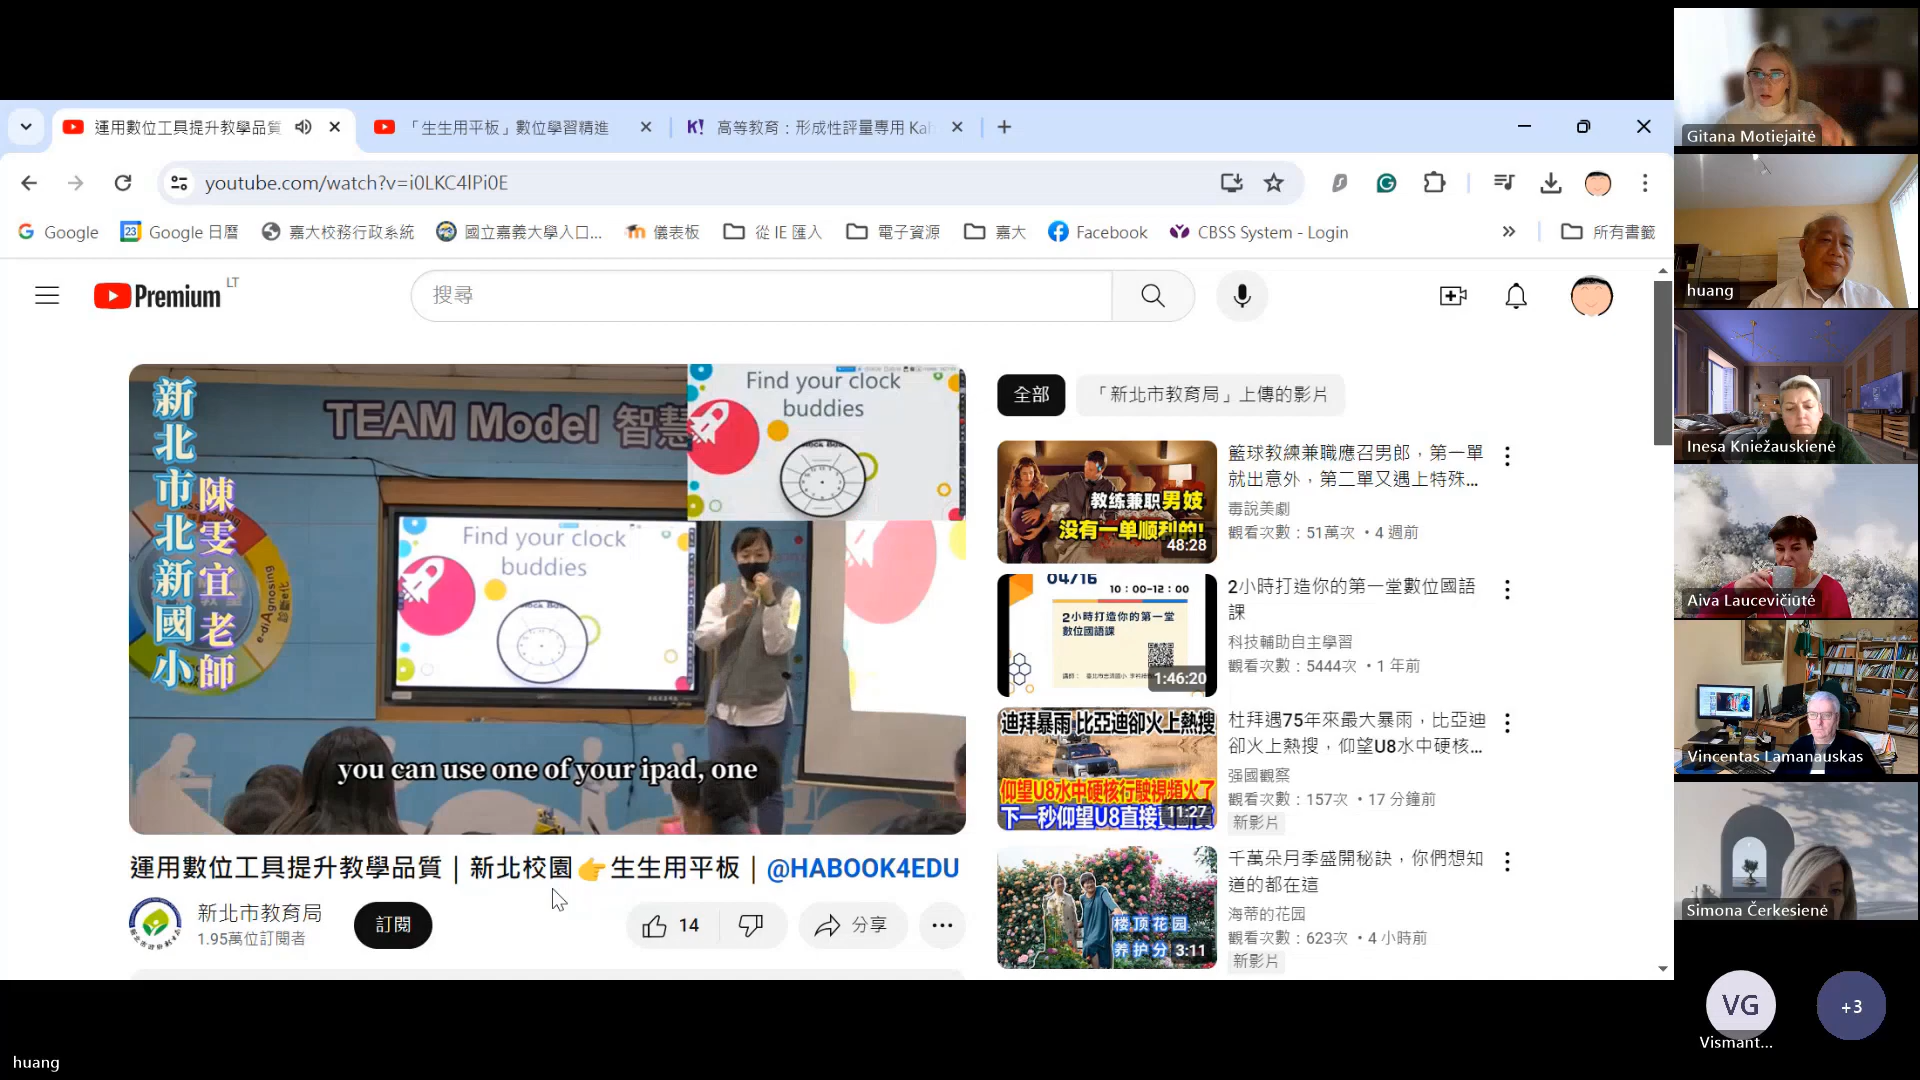 運用數位工具提升教學品質
「生生用平板」數位學習精進
K! 高等教育：形成性評量專用 Kah
youtube.com/watch?v=i0LKC4lPi0E
Google
23 Google 日曆
嘉大校務行政系統
國立嘉義大學入口...
儀表板
從 IE 匯入
電子資源
嘉大
Facebook
CBSS System - Login
所有書籤
Premium LT
搜尋
新北市北新國小
陳雯宜老師
TEAM Model 智慧
Find your clock
buddies
Find your clock
buddies
e-diAgnosing
you can use one of your ipad, one
運用數位工具提升教學品質｜新北校園👉生生用平板｜@HABOOK4EDU
新北市教育局
1.95萬位訂閱者
訂閱
14
分享
全部
「新北市教育局」上傳的影片
教练兼职男妓
没有一单顺利的!
48:28
籃球教練兼職應召男郎，第一單
就出意外，第二單又遇上特殊...
毒說美劇
觀看次數：51萬次 • 4 週前
04/16
10：00-12：00
2小時打造你的第一堂
數位國語課
1:46:20
2小時打造你的第一堂數位國語
課
科技輔助自主學習
觀看次數：5444次 • 1 年前
迪拜暴雨 比亞迪卻火上熱搜
仰望U8水中硬核行駛視頻火了
下一秒仰望U8直接
11:27
杜拜遇75年來最大暴雨，比亞迪
卻火上熱搜，仰望U8水中硬核...
强國觀察
觀看次數：157次 • 17 分鐘前
新影片
楼顶花园
养护分
3:11
千萬朵月季盛開秘訣，你們想知
道的都在這
海蒂的花园
觀看次數：623次 • 4 小時前
新影片
Gitana Motiejaitė
huang
Inesa Kniežauskienė
Aiva Laucevičiūtė
Vincentas Lamanauskas
Simona Čerkesienė
VG
+3
Vismant...
huang